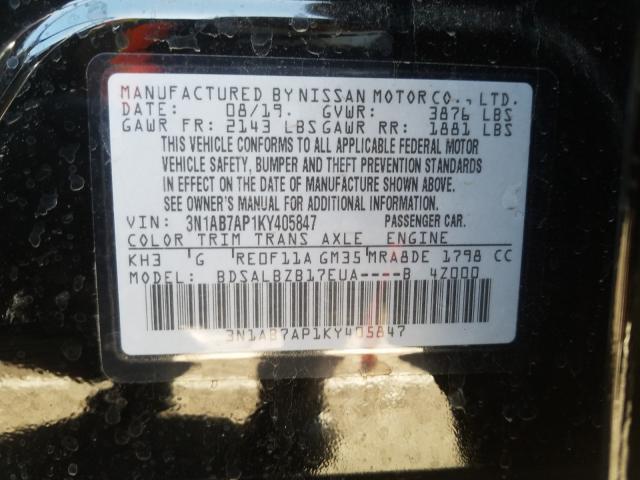 MANUFACTURED BY NISSAN MOTOR CO., LTD.
DATE: 08/19. GVWR: 3876 LBS
GAWR FR: 2143 LBS GAWR RR: 1881 LBS
THIS VEHICLE CONFORMS TO ALL APPLICABLE FEDERAL MOTOR
VEHICLE SAFETY, BUMPER AND THEFT PREVENTION STANDARDS
IN EFFECT ON THE DATE OF MANUFACTURE SHOWN ABOVE.
SEE OWNER'S MANUAL FOR ADDITIONAL INFORMATION.
VIN: 3N1AB7AP1KY405847 PASSENGER CAR.
COLOR TRIM TRANS AXLE ENGINE
KH3 G RE0F11A GM35 MRA8DE 1798 CC
MODEL: BDSALBZB17EUA----B 4Z000
3N1AB7AP1KY405847